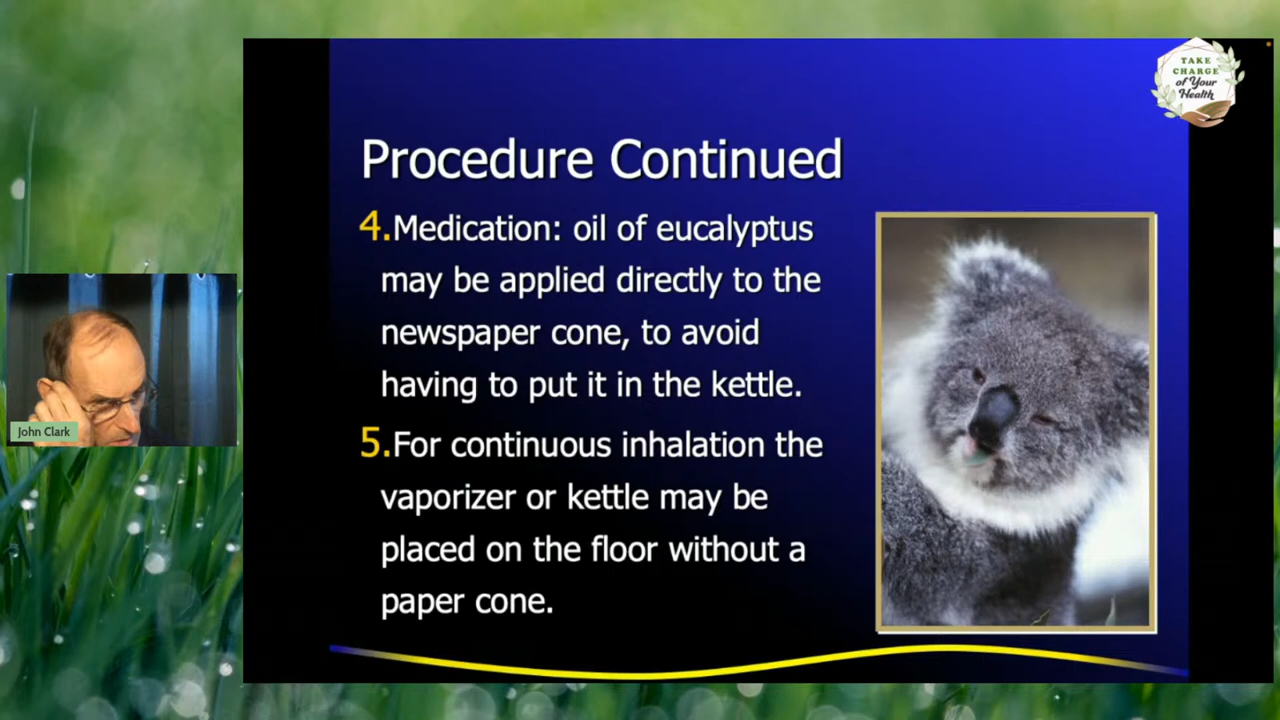 TAKE
CHARGE
of Your
Health
Procedure Continued
4.Medication: oil of eucalyptus
may be applied directly to the
newspaper cone, to avoid
having to put it in the kettle.
5.For continuous inhalation the
vaporizer or kettle may be
placed on the floor without a
paper cone.
John Clark